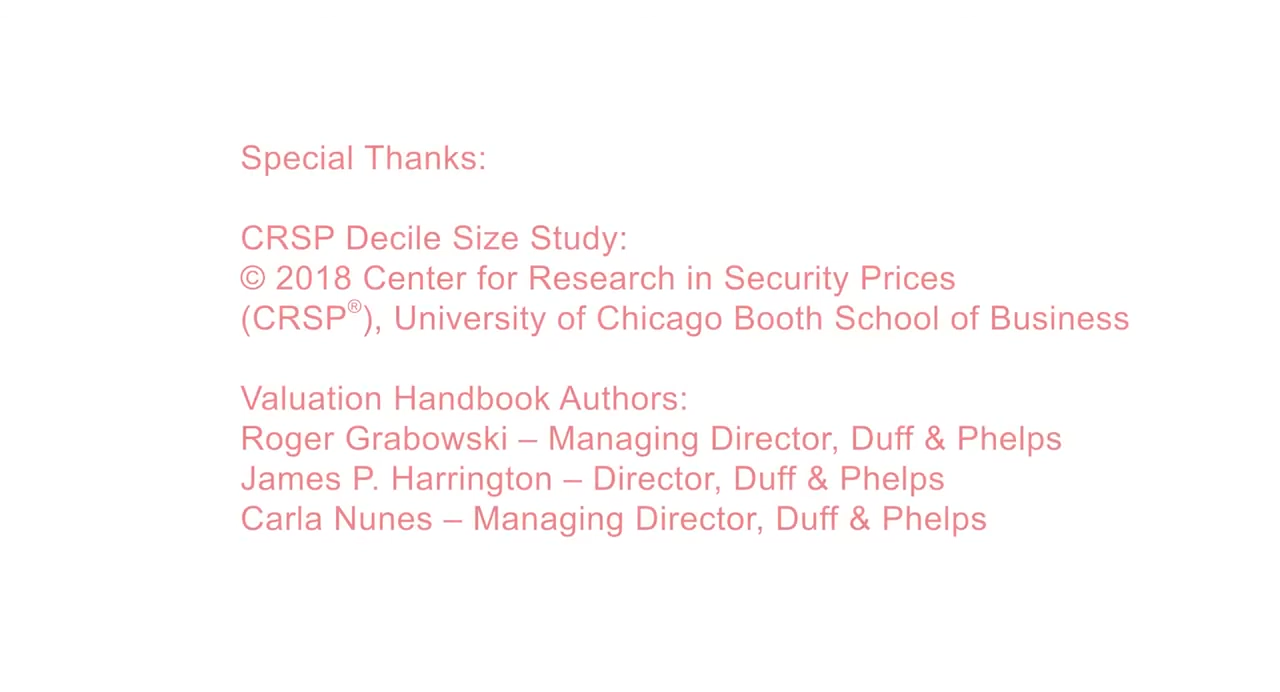 Special Thanks:
CRSP Decile Size Study:
© 2018 Center for Research in Security Prices
(CRSP®), University of Chicago Booth School of Business
Valuation Handbook Authors:
Roger Grabowski – Managing Director, Duff & Phelps
James P. Harrington – Director, Duff & Phelps
Carla Nunes – Managing Director, Duff & Phelps